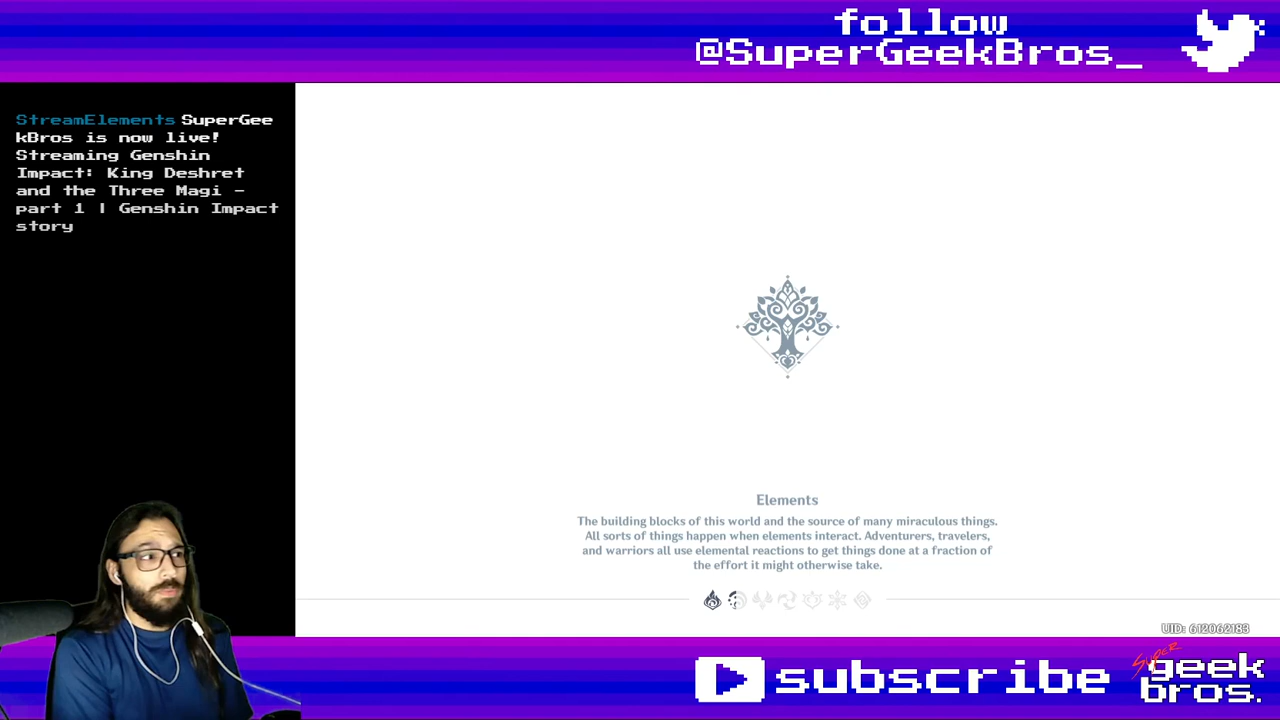 follow
@SuperGeekBros_
StreamElements SuperGee
kBros is now live!
Streaming Genshin
Impact: King Deshret
and the Three Magi -
part 1 | Genshin Impact
story
Elements
The building blocks of this world and the source of many miraculous things.
All sorts of things happen when elements interact. Adventurers, travelers,
and warriors all use elemental reactions to get things done at a fraction of
the effort it might otherwise take.
UID: 612062183
subscribe
SUPER
geek
bros.